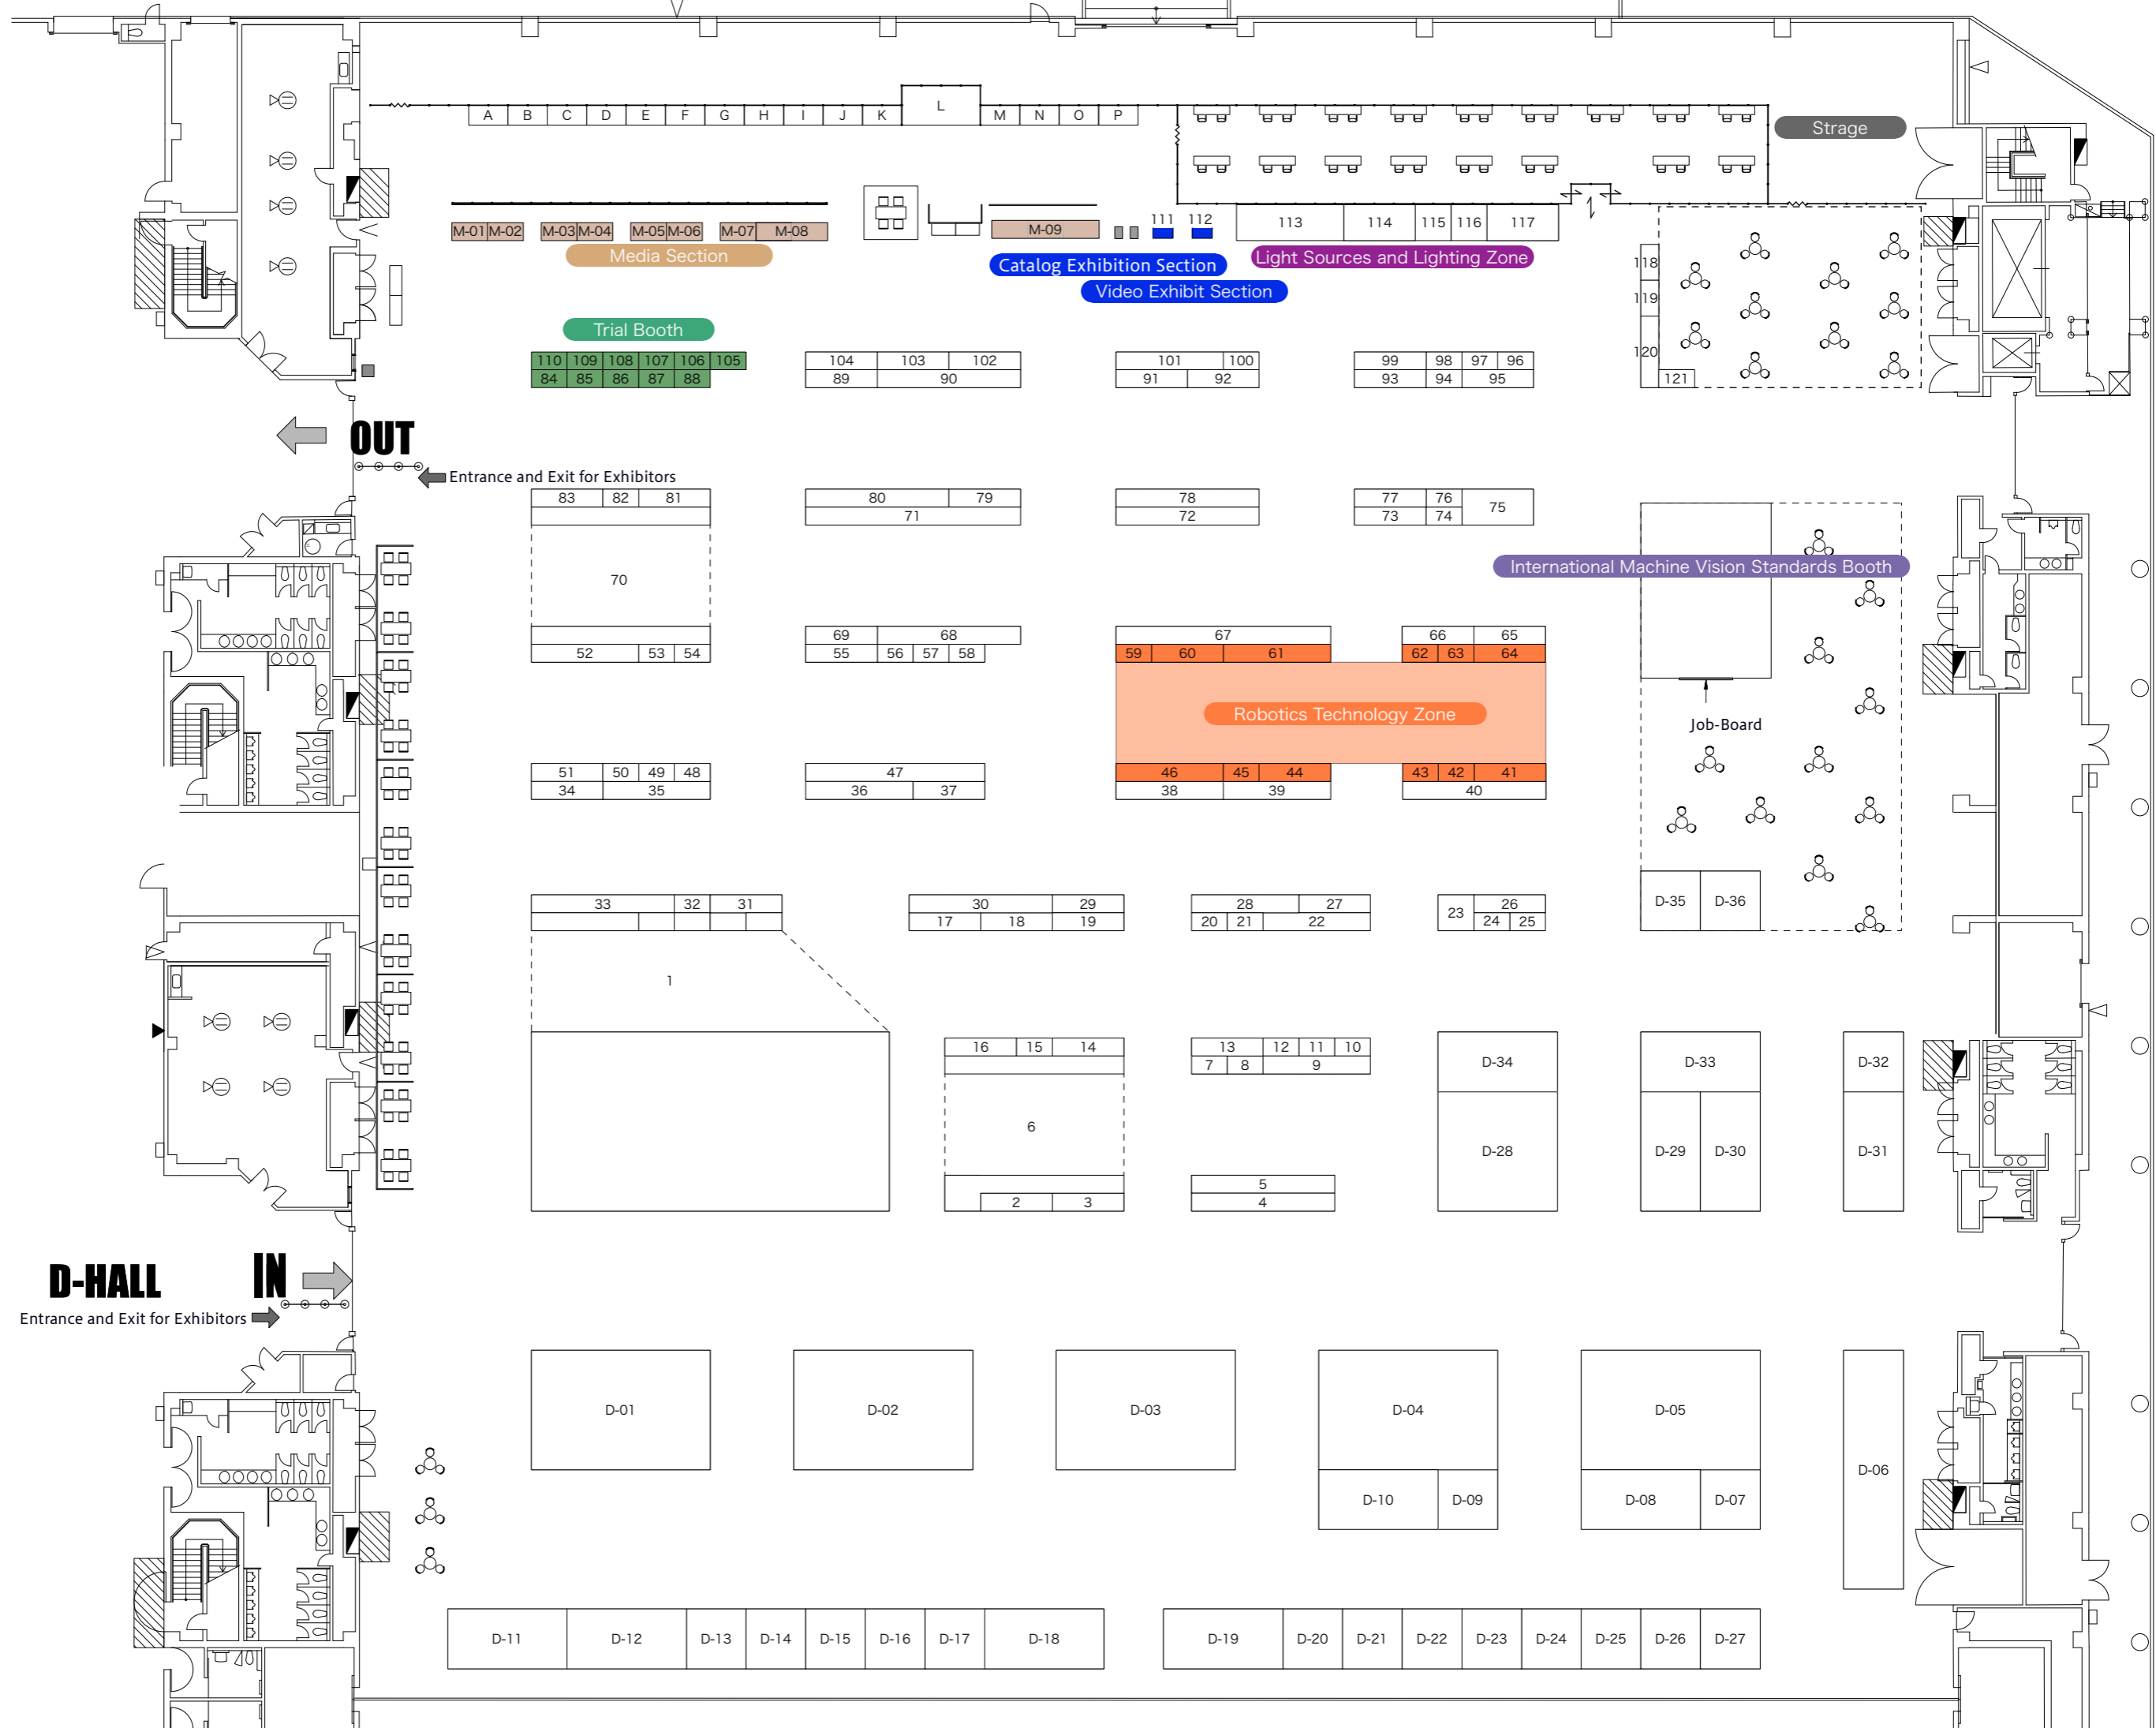 L
A B C D E F G H I J K M N O P
Strage
111 112
M-01 M-02 M-03 M-04 M-05 M-06 M-07 M-08 M-09 113 114 115 116 117
Media Section
Catalog Exhibition Section
Light Sources and Lighting Zone
Video Exhibit Section
118
119
120
121
Trial Booth
110 109 108 107 106 105 104 103 102 101 100 99 98 97 96
84 85 86 87 88 89 90 91 92 93 94 95
OUT
Entrance and Exit for Exhibitors
83 82 81 80 79 78 77 76 75
71 72 73 74
International Machine Vision Standards Booth
70
69 68 67 66 65
52 53 54 55 56 57 58 59 60 61 62 63 64
Robotics Technology Zone
Job-Board
51 50 49 48 47 46 45 44 43 42 41
34 35 36 37 38 39 40
33 32 31 30 29 28 27 23 26
17 18 19 20 21 22 24 25
D-35 D-36
1
16 15 14 13 12 11 10
7 8 9
D-34 D-33 D-32
6
D-28 D-29 D-30 D-31
5
2 3 4
D-HALL IN
Entrance and Exit for Exhibitors
D-01 D-02 D-03 D-04 D-05
D-06
D-10 D-09 D-08 D-07
D-11 D-12 D-13 D-14 D-15 D-16 D-17 D-18 D-19 D-20 D-21 D-22 D-23 D-24 D-25 D-26 D-27